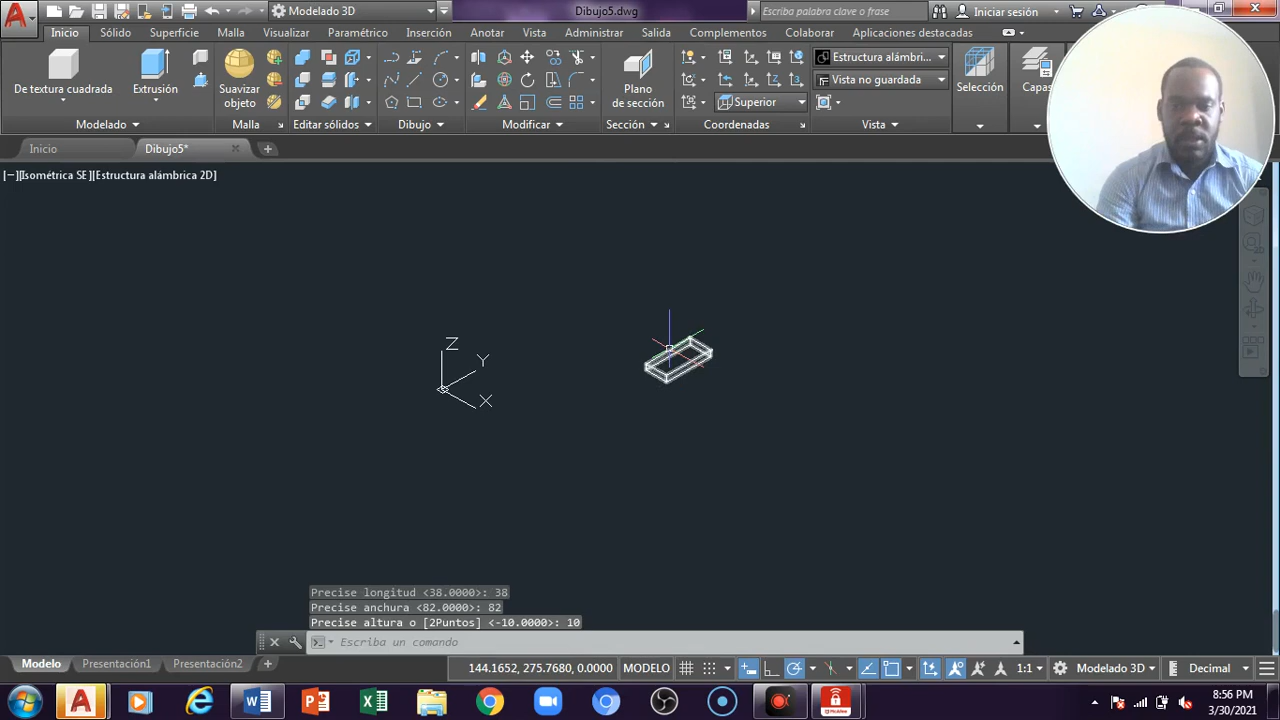 Modelado 3D
Dibujo5.dwg
Escriba palabra clave o frase
Iniciar sesión
Inicio
Sólido
Superficie
Malla
Visualizar
Paramétrico
Inserción
Anotar
Vista
Administrar
Salida
Complementos
Colaborar
Aplicaciones destacadas
De textura cuadrada
Extrusión
Suavizar
objeto
Plano
de sección
Estructura alámbri...
Vista no guardada
Superior
Selección
Capas
Modelado
Malla
Editar sólidos
Dibujo
Modificar
Sección
Coordenadas
Vista
Inicio
Dibujo5*
[−][Isométrica SE][Estructura alámbrica 2D]
Z
Y
X
Precise longitud <38.0000>: 38
Precise anchura <82.0000>: 82
Precise altura o [2Puntos] <-10.0000>: 10
Escriba un comando
Modelo
Presentación1
Presentación2
144.1652, 275.7680, 0.0000
MODELO
1:1
Modelado 3D
Decimal
8:56 PM
3/30/2021